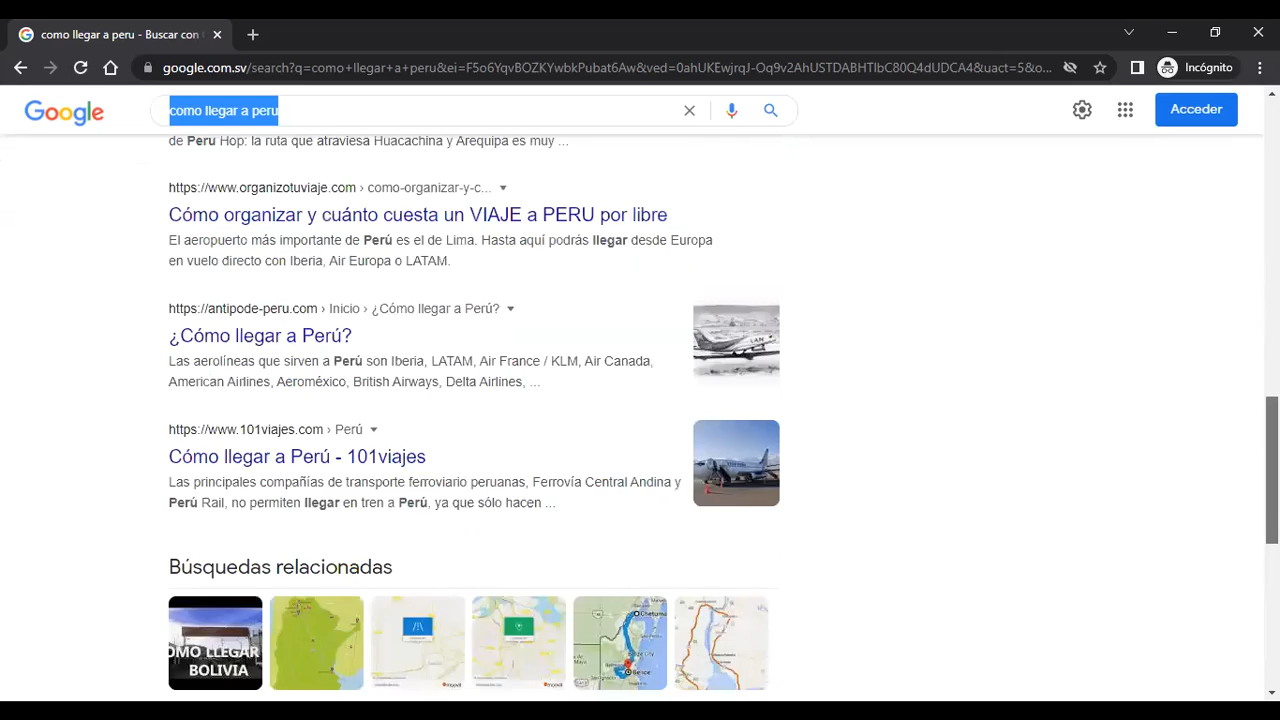 como llegar a peru - Buscar con
Incógnito
google.com.sv/search?q=como+llegar+a+peru&ei=F5o6YqvBOZKYwbkPubat6Aw&ved=0ahUKEwjrqJ-Oq9v2AhUSTDABHTlbC80Q4dUDCA4&uact=5&o...
Google
como llegar a peru
Acceder
de Perú Hop: la ruta que atraviesa Huacachina y Arequipa es muy ...
https://www.organizotuviaje.com › como-organizar-y-c...
Cómo organizar y cuánto cuesta un VIAJE a PERU por libre
El aeropuerto más importante de Perú es el de Lima. Hasta aquí podrás llegar desde Europa
en vuelo directo con Iberia, Air Europa o LATAM.
https://antipode-peru.com › Inicio › ¿Cómo llegar a Perú?
¿Cómo llegar a Perú?
Las aerolíneas que sirven a Perú son Iberia, LATAM, Air France / KLM, Air Canada,
American Airlines, Aeroméxico, British Airways, Delta Airlines, ...
https://www.101viajes.com › Perú
Cómo llegar a Perú - 101viajes
Las principales compañías de transporte ferroviario peruanas, Ferrovía Central Andina y
Perú Rail, no permiten llegar en tren a Perú, ya que sólo hacen ...
Búsquedas relacionadas
OMO LLEGAR
BOLIVIA